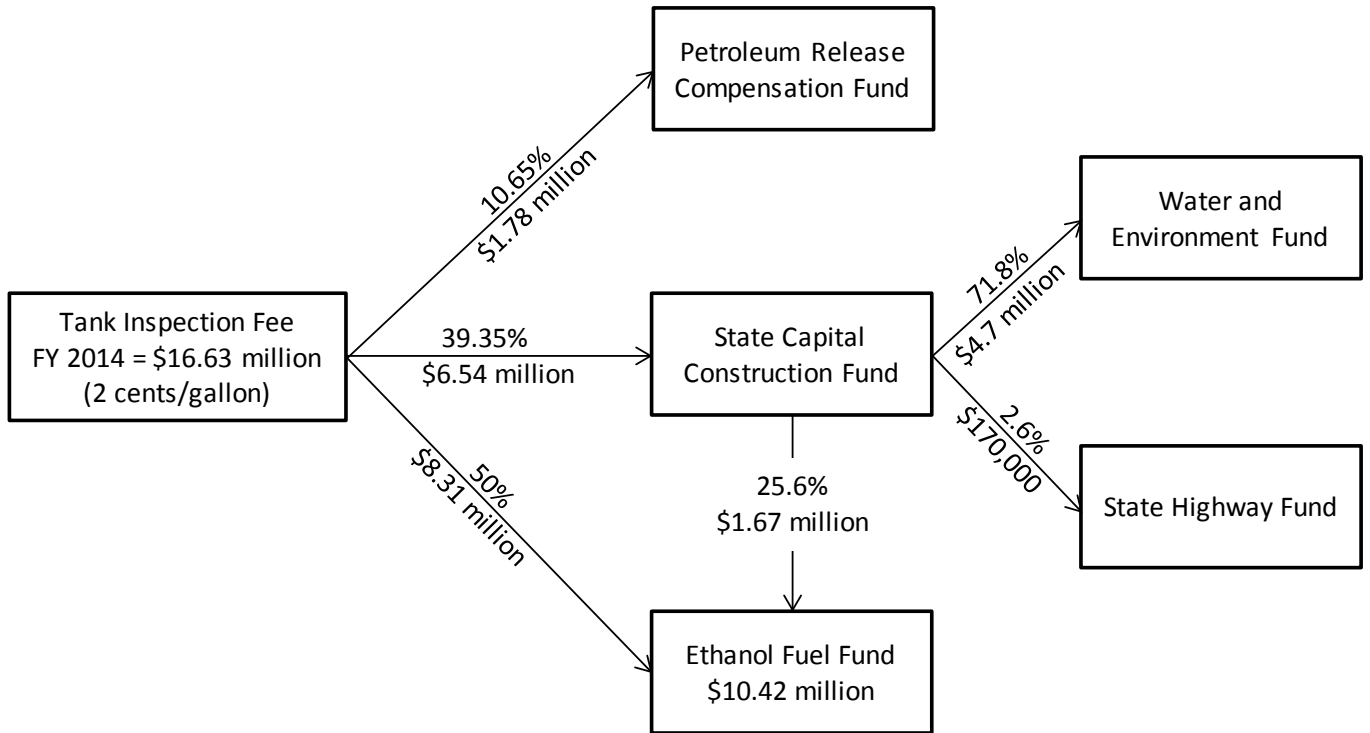 Petroleum Release
Compensation Fund
10.65%
$1.78 million
Water and
Environment Fund
71.8%
$4.7 million
Tank Inspection Fee
FY 2014 = $16.63 million
(2 cents/gallon)
39.35%
$6.54 million
State Capital
Construction Fund
2.6%
$170,000
50%
$8.31 million
25.6%
$1.67 million
State Highway Fund
Ethanol Fuel Fund
$10.42 million